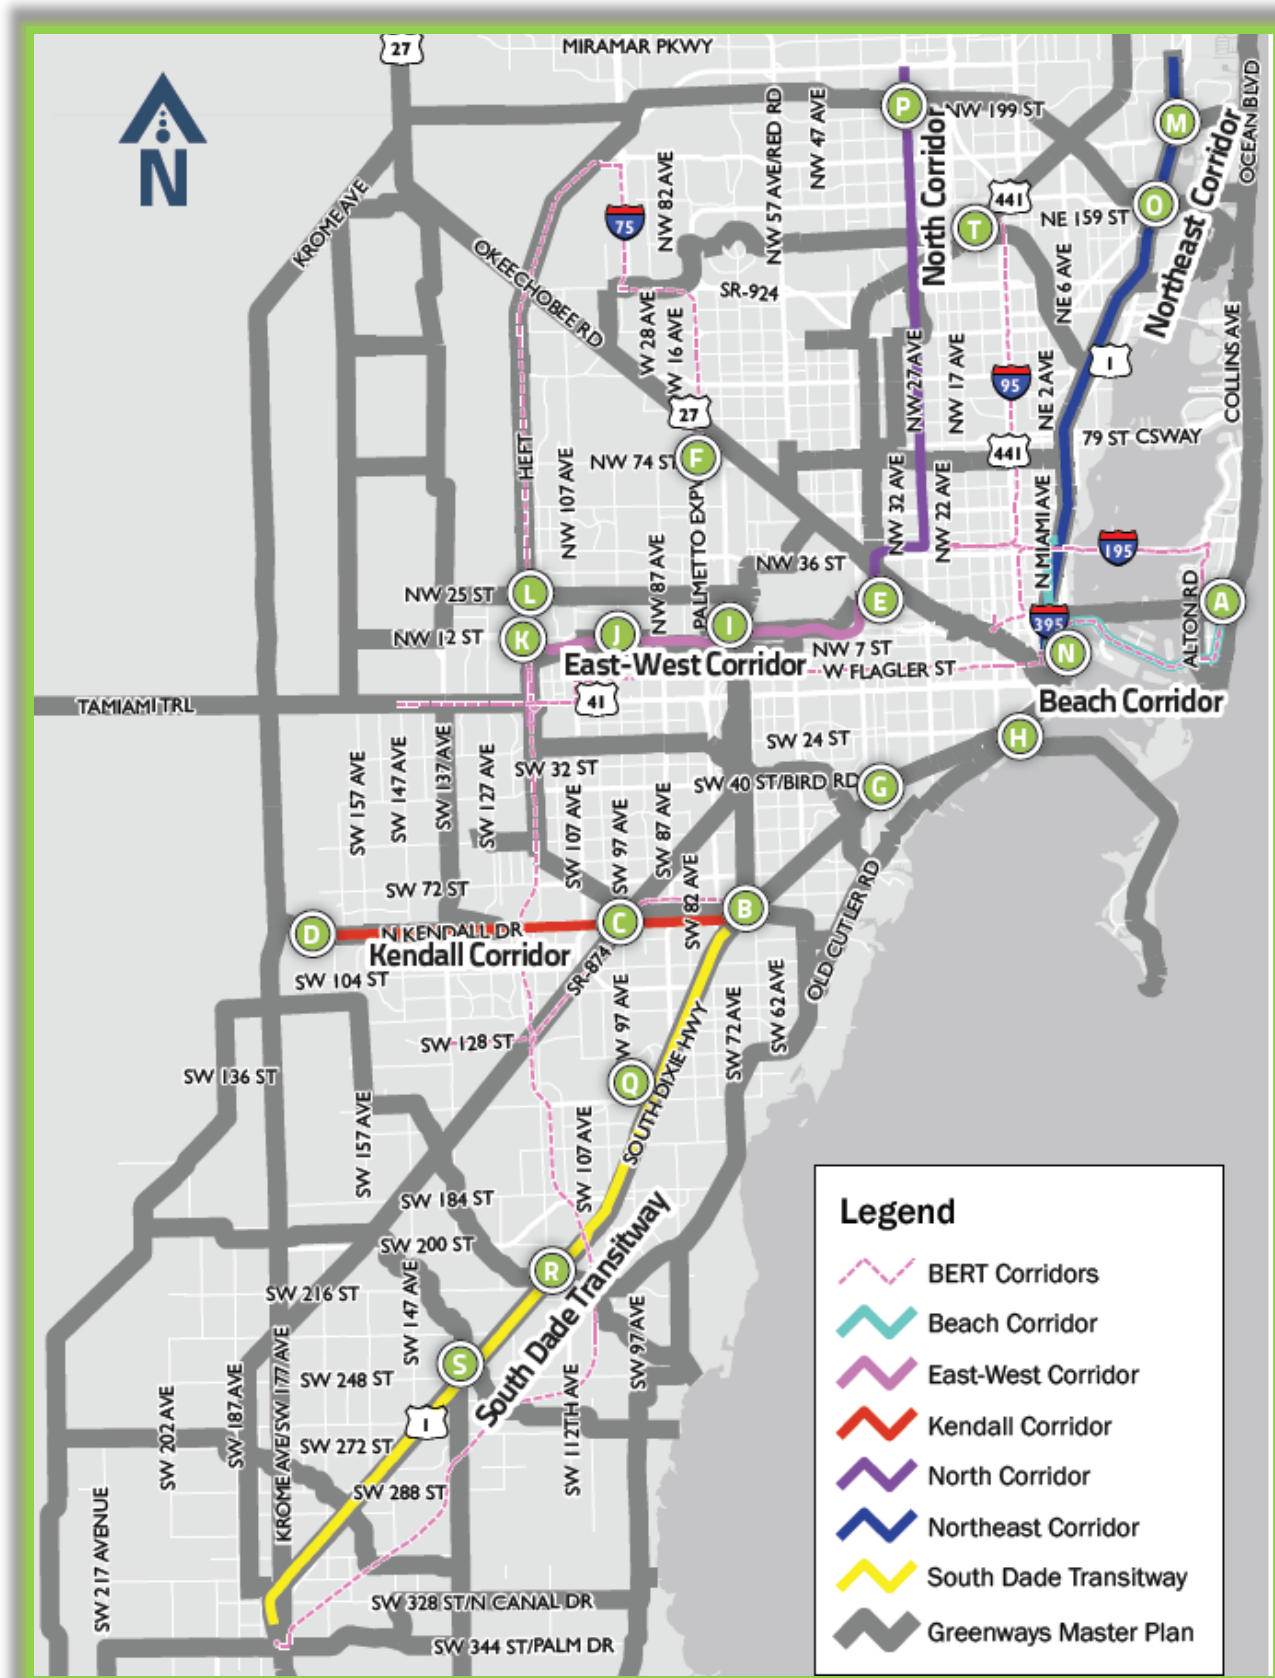 27
MIRAMAR PKWY
OCEAN BLVD
N
KROME AVE
P
NW 199 ST
M
NW 57 AVE/RED RD
NW 47 AVE
NW 82 AVE
75
North Corridor
441
T
NE 159 ST
O
Northeast Corridor
OKEECHOBEE RD
SR-924
NE 6 AVE
W 28 AVE
W 16 AVE
27
NW 27 AVE
NW 17 AVE
95
NE 2 AVE
1
COLLINS AVE
79 ST CSWAY
441
HEFT
NW 107 AVE
NW 74 ST
F
PALMETTO EXPY
NW 32 AVE
NW 22 AVE
N MIAMI AVE
195
NW 36 ST
NW 87 AVE
NW 25 ST
L
E
ALTON RD
A
395
NW 12 ST
K
J
I
NW 7 ST
N
East-West Corridor
W FLAGLER ST
41
Beach Corridor
TAMIAMI TRL
H
SW 24 ST
SW 157 AVE
SW 147 AVE
SW 137 AVE
SW 127 AVE
SW 32 ST
SW 40 ST/BIRD RD
G
SW 107 AVE
SW 97 AVE
SW 87 AVE
SW 82 AVE
SW 72 ST
OLD CUTLER RD
D
N KENDALL DR
C
B
Kendall Corridor
SR-874
SW 104 ST
SW 97 AVE
SW 72 AVE
SW 62 AVE
SW 128 ST
SW 136 ST
Q
SOUTH DIXIE HWY
SW 157 AVE
SW 107 AVE
SW 184 ST
SW 200 ST
R
South Dade Transitway
SW 216 ST
SW 147 AVE
SW 97 AVE
S
SW 248 ST
KROME AVE/SW 177 AVE
SW 187 AVE
SW 202 AVE
1
SW 112TH AVE
SW 272 ST
SW 288 ST
SW 217 AVENUE
SW 328 ST/N CANAL DR
SW 344 ST/PALM DR
Legend
BERT Corridors
Beach Corridor
East-West Corridor
Kendall Corridor
North Corridor
Northeast Corridor
South Dade Transitway
Greenways Master Plan